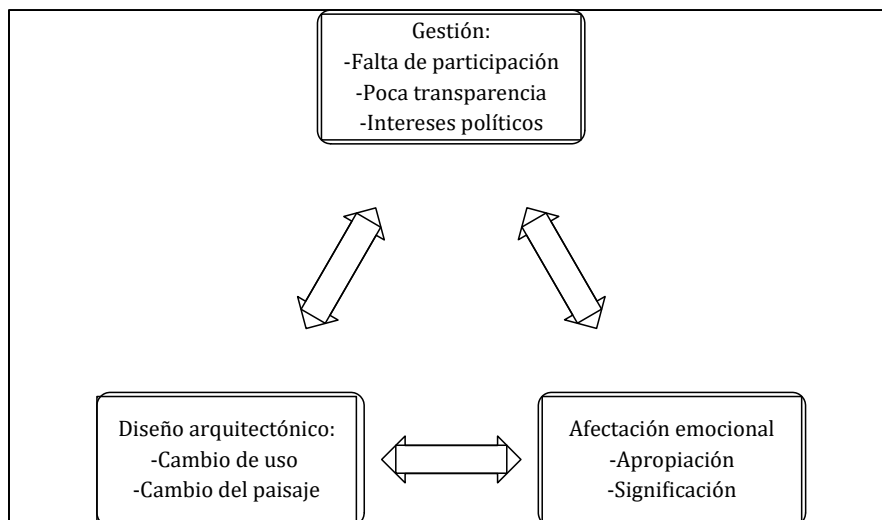 Gestión:
-Falta de participación
-Poca transparencia
-Intereses políticos
Diseño arquitectónico:
-Cambio de uso
-Cambio del paisaje
Afectación emocional
-Apropiación
-Significación